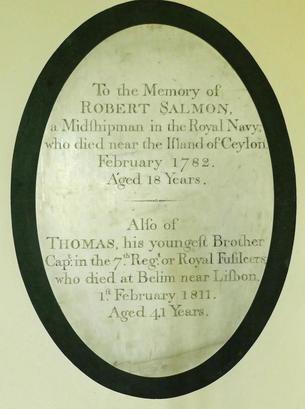 To the Memory of
ROBERT SALMON,
a Midſhipman in the Royal Navy,
who died near the Iſland of Ceylon
February 1782.
Aged 18 Years.
Alſo of
THOMAS, his youngeſt Brother
Capt. in the 7th Regt. or Royal Fuſileers
who died at Belim near Liſbon.
1ſt February 1811.
Aged 41 Years.